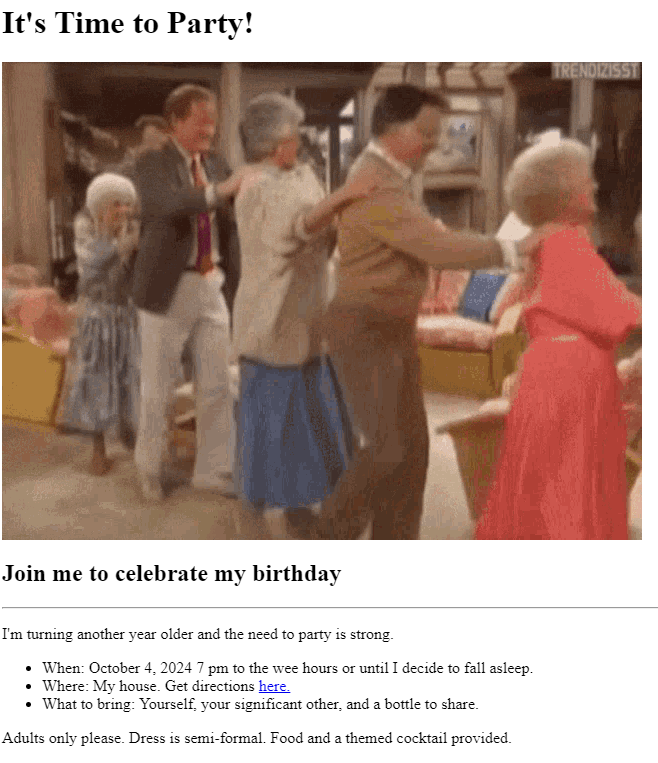 It's Time to Party!
TRENDIZISST
Join me to celebrate my birthday
I'm turning another year older and the need to party is strong.
When: October 4, 2024 7 pm to the wee hours or until I decide to fall asleep.
Where: My house. Get directions here.
What to bring: Yourself, your significant other, and a bottle to share.
Adults only please. Dress is semi-formal. Food and a themed cocktail provided.